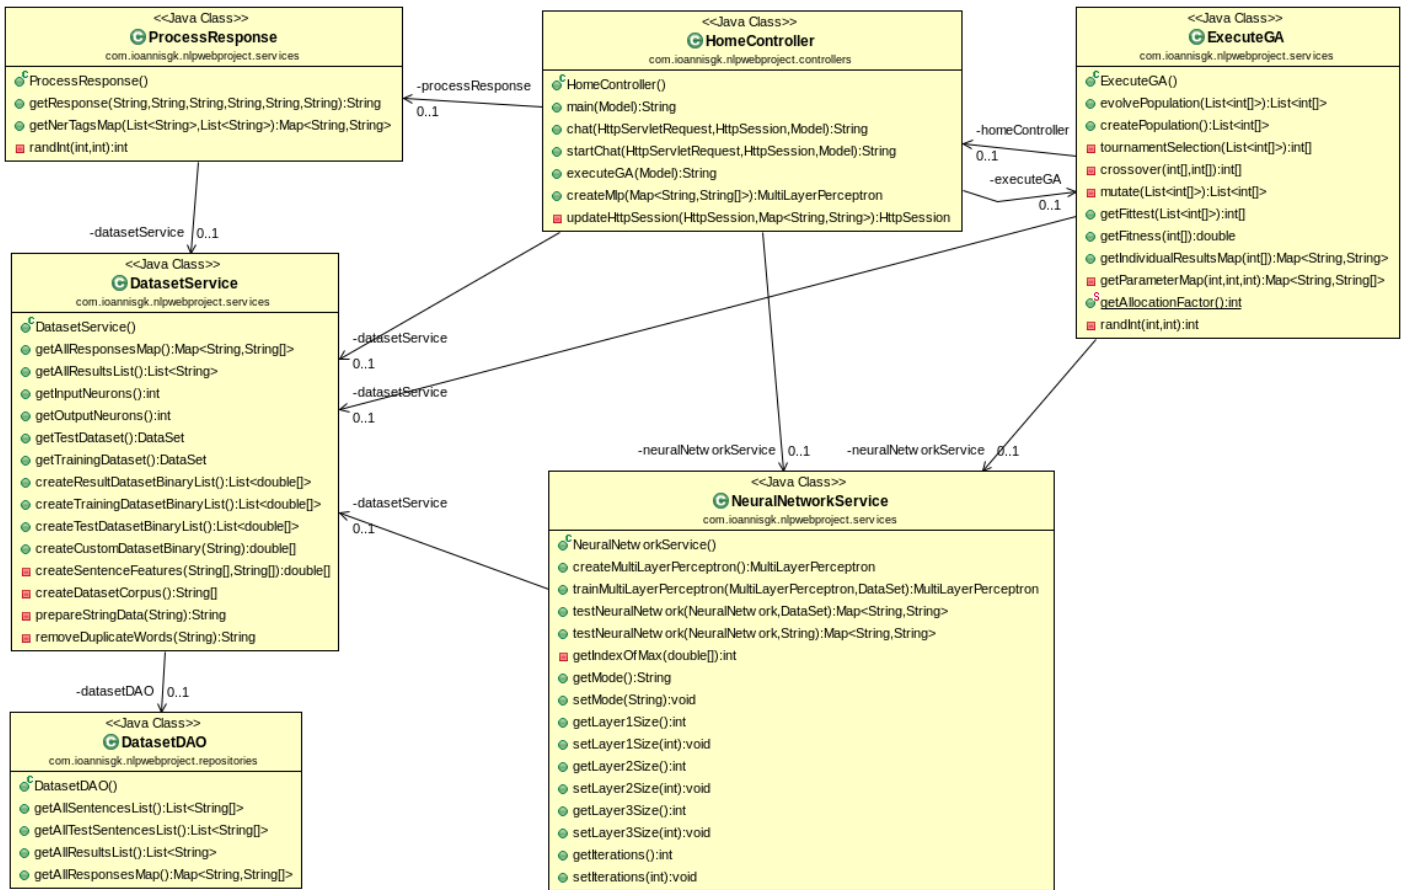 <<Java Class>>
ProcessResponse
com.ioannisgk.nlpwebproject.services
ProcessResponse()
getResponse(String,String,String,String,String,String):String
getNerTagsMap(List<String>,List<String>):Map<String,String>
randInt(int,int):int
-processResponse
0..1
<<Java Class>>
HomeController
com.ioannisgk.nlpwebproject.controllers
HomeController()
main(Model):String
chat(HttpServletRequest,HttpSession,Model):String
startChat(HttpServletRequest,HttpSession,Model):String
executeGA(Model):String
createMlp(Map<String,String[]>):MultiLayerPerceptron
updateHttpSession(HttpSession,Map<String,String>):HttpSession
-homeController
0..1
-executeGA
0..1
<<Java Class>>
ExecuteGA
com.ioannisgk.nlpwebproject.services
ExecuteGA()
evolvePopulation(List<int[]>):List<int[]>
createPopulation():List<int[]>
tournamentSelection(List<int[]>):int[]
crossover(int[],int[]):int[]
mutate(List<int[]>):List<int[]>
getFittest(List<int[]>):int[]
getFitness(int[]):double
getIndividualResultsMap(int[]):Map<String,String>
getParameterMap(int,int,int):Map<String,String[]>
getAllocationFactor():int
randInt(int,int):int
-datasetService
0..1
<<Java Class>>
DatasetService
com.ioannisgk.nlpwebproject.services
DatasetService()
getAllResponsesMap():Map<String,String[]>
getAllResultsList():List<String>
getInputNeurons():int
getOutputNeurons():int
getTestDataset():DataSet
getTrainingDataset():DataSet
createResultDatasetBinaryList():List<double[]>
createTrainingDatasetBinaryList():List<double[]>
createTestDatasetBinaryList():List<double[]>
createCustomDatasetBinary(String):double[]
createSentenceFeatures(String[],String[]):double[]
createDatasetCorpus():String[]
prepareStringData(String):String
removeDuplicateWords(String):String
-datasetService
0..1
-datasetService
0..1
-datasetService
0..1
-neuralNetworkService
0..1
-neuralNetworkService
0..1
<<Java Class>>
NeuralNetworkService
com.ioannisgk.nlpwebproject.services
NeuralNetworkService()
createMultiLayerPerceptron():MultiLayerPerceptron
trainMultiLayerPerceptron(MultiLayerPerceptron,DataSet):MultiLayerPerceptron
testNeuralNetwork(NeuralNetwork,DataSet):Map<String,String>
testNeuralNetwork(NeuralNetwork,String):Map<String,String>
getIndexOfMax(double[]):int
getMode():String
setMode(String):void
getLayer1Size():int
setLayer1Size(int):void
getLayer2Size():int
setLayer2Size(int):void
getLayer3Size():int
setLayer3Size(int):void
getIterations():int
setIterations(int):void
-datasetDAO
0..1
<<Java Class>>
DatasetDAO
com.ioannisgk.nlpwebproject.repositories
DatasetDAO()
getAllSentencesList():List<String[]>
getAllTestSentencesList():List<String[]>
getAllResultsList():List<String>
getAllResponsesMap():Map<String,String[]>